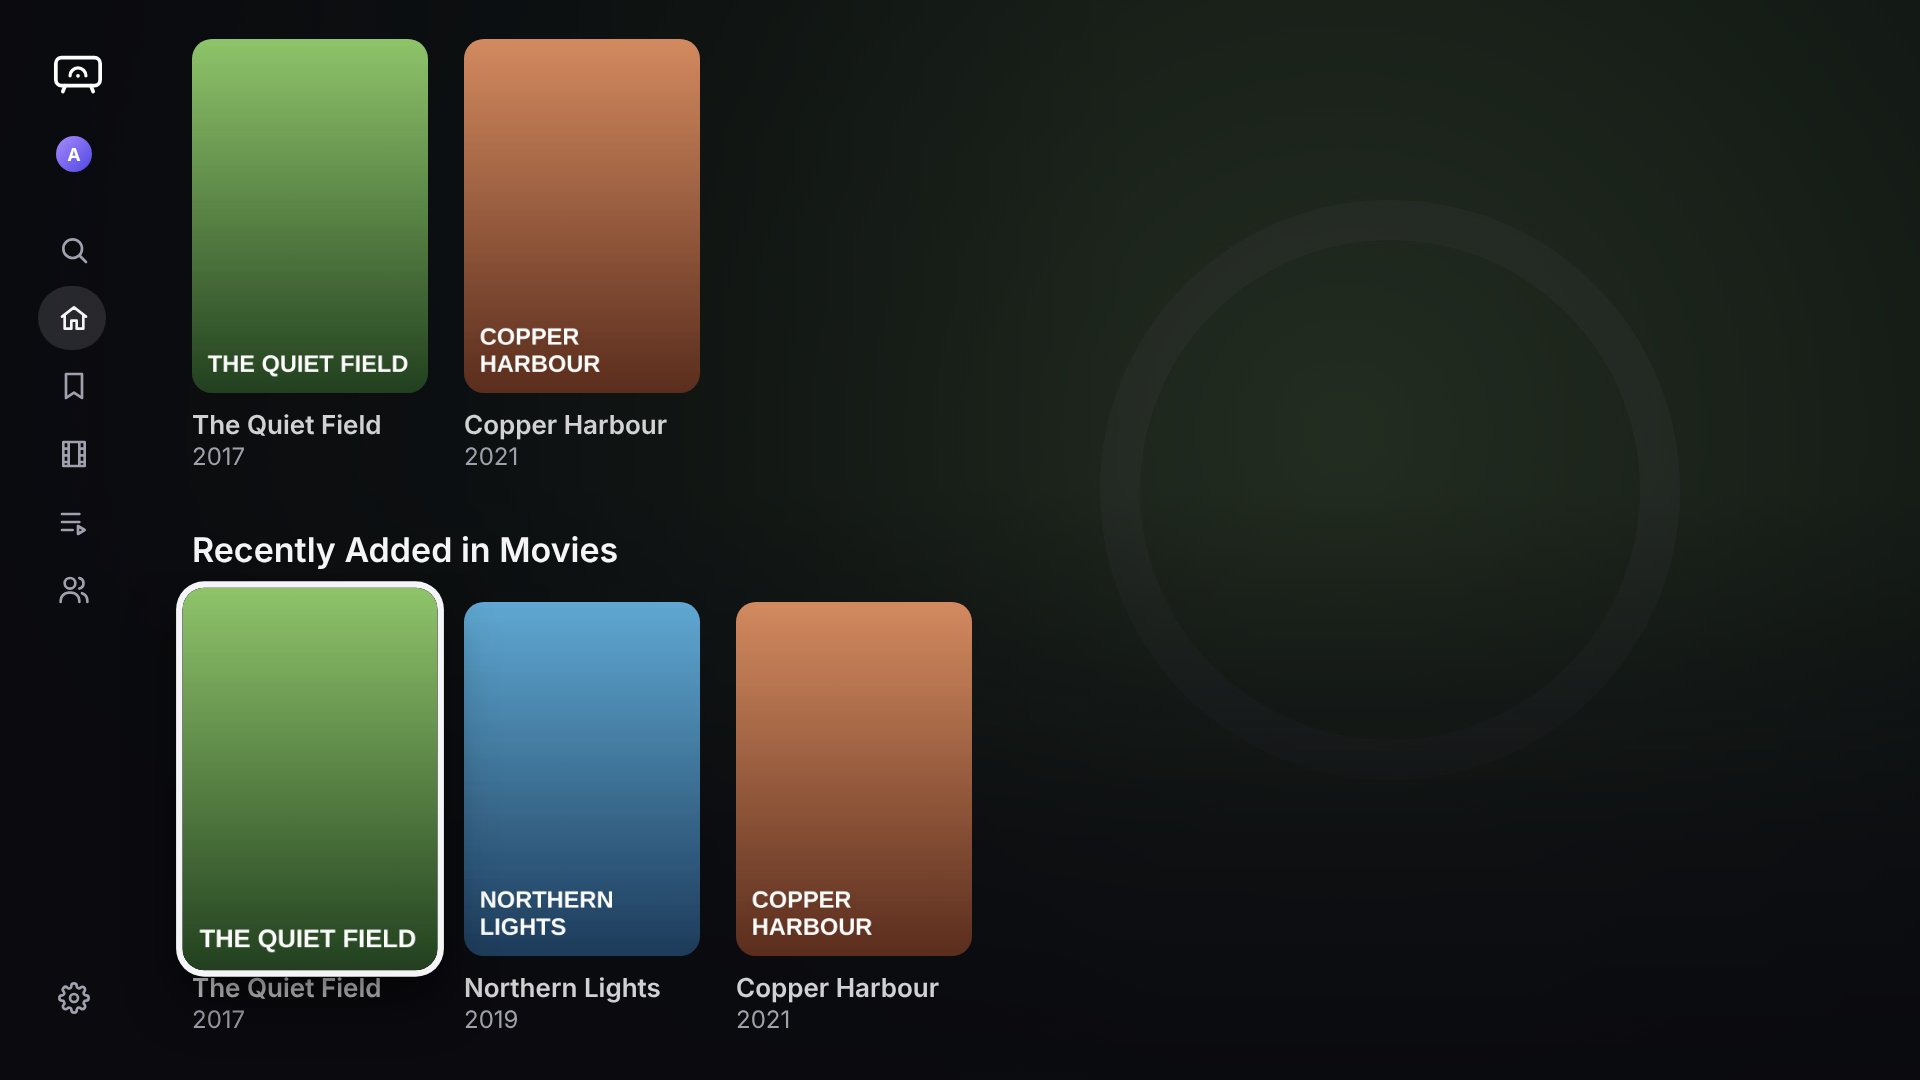 A
THE QUIET FIELD
COPPER
HARBOUR
The Quiet Field
2017
Copper Harbour
2021
Recently Added in Movies
THE QUIET FIELD
NORTHERN
LIGHTS
COPPER
HARBOUR
The Quiet Field
2017
Northern Lights
2019
Copper Harbour
2021